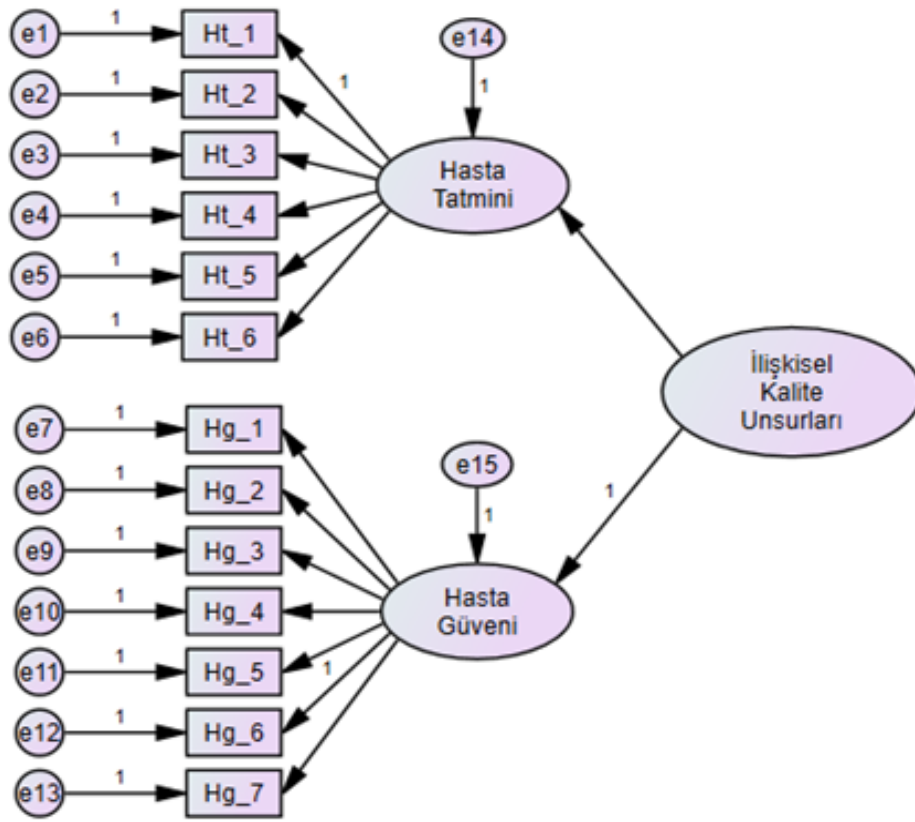 e1 1 Ht_1
e14
e2 1 Ht_2
1
1
e3 1 Ht_3
Hasta
Tatmini
e4 1 Ht_4
e5 1 Ht_5
e6 1 Ht_6
İlişkisel
Kalite
Unsurları
e7 1 Hg_1
e15
e8 1 Hg_2
1
1
e9 1 Hg_3
Hasta
Güveni
e10 1 Hg_4
e11 1 Hg_5
1
e12 1 Hg_6
e13 1 Hg_7